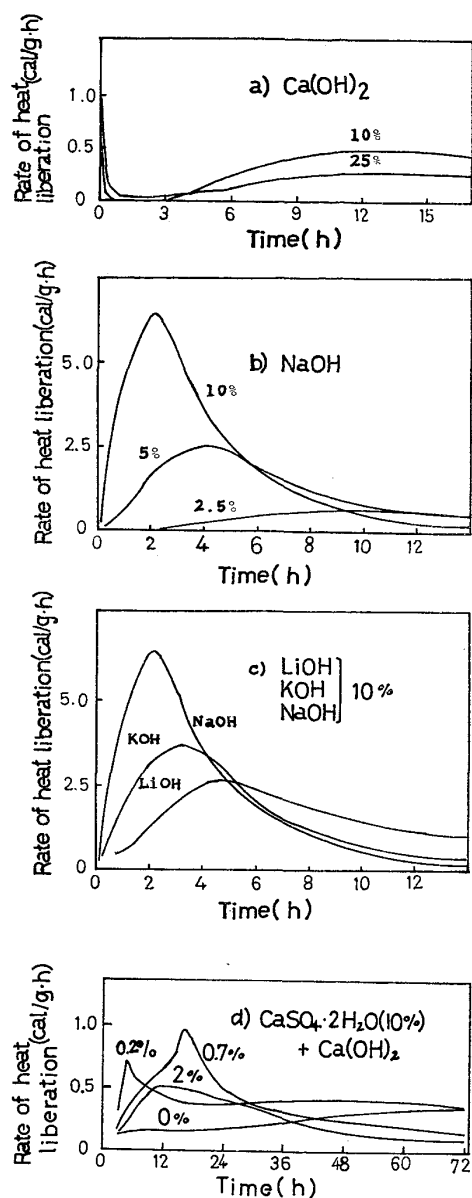 Rate of heat (cal/g·h)
liberation
1.0
0.5
0
a) Ca(OH)2
10%
25%
0 3 6 9 12 15
Time(h)
Rate of heat liberation(cal/g·h)
5.0
2.5
0
b) NaOH
10%
5%
2.5%
2 4 6 8 10 12
Time(h)
Rate of heat liberation(cal/g·h)
5.0
2.5
0
c) LiOH
KOH
NaOH
10%
NaOH
KOH
LiOH
0 2 4 6 8 10 12
Time(h)
Rate of heat (cal/g·h)
liberation
1.0
0.5
0
d) CaSO4·2H2O(10%)
+ Ca(OH)2
0.2%
0.7%
2%
0%
0 12 24 36 48 60 72
Time(h)